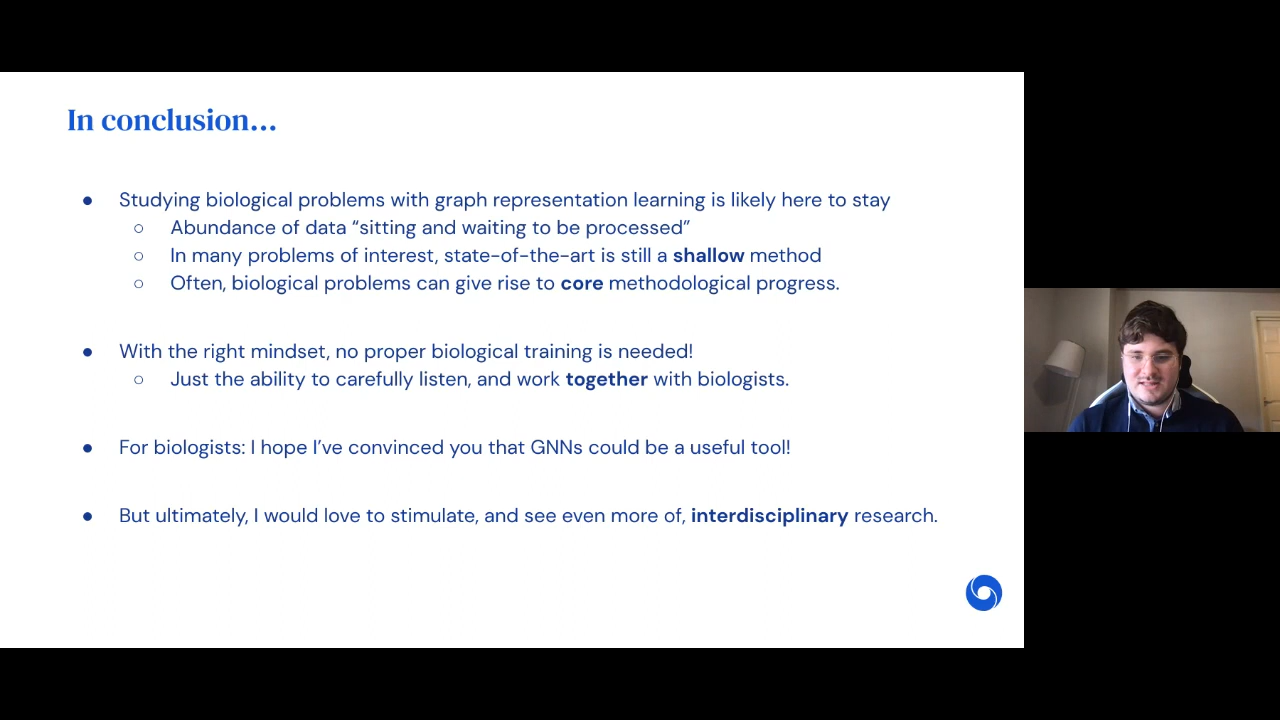 In conclusion...
● Studying biological problems with graph representation learning is likely here to stay
○ Abundance of data “sitting and waiting to be processed”
○ In many problems of interest, state-of-the-art is still a shallow method
○ Often, biological problems can give rise to core methodological progress.
● With the right mindset, no proper biological training is needed!
○ Just the ability to carefully listen, and work together with biologists.
● For biologists: I hope I’ve convinced you that GNNs could be a useful tool!
● But ultimately, I would love to stimulate, and see even more of, interdisciplinary research.